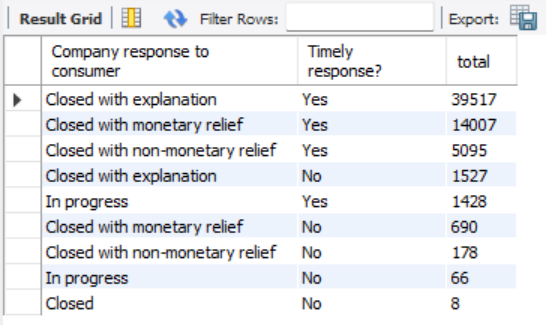 Result Grid Filter Rows: Export:
Company response to Timely total
consumer response?
Closed with explanation Yes 39517
Closed with monetary relief Yes 14007
Closed with non-monetary relief Yes 5095
Closed with explanation No 1527
In progress Yes 1428
Closed with monetary relief No 690
Closed with non-monetary relief No 178
In progress No 66
Closed No 8